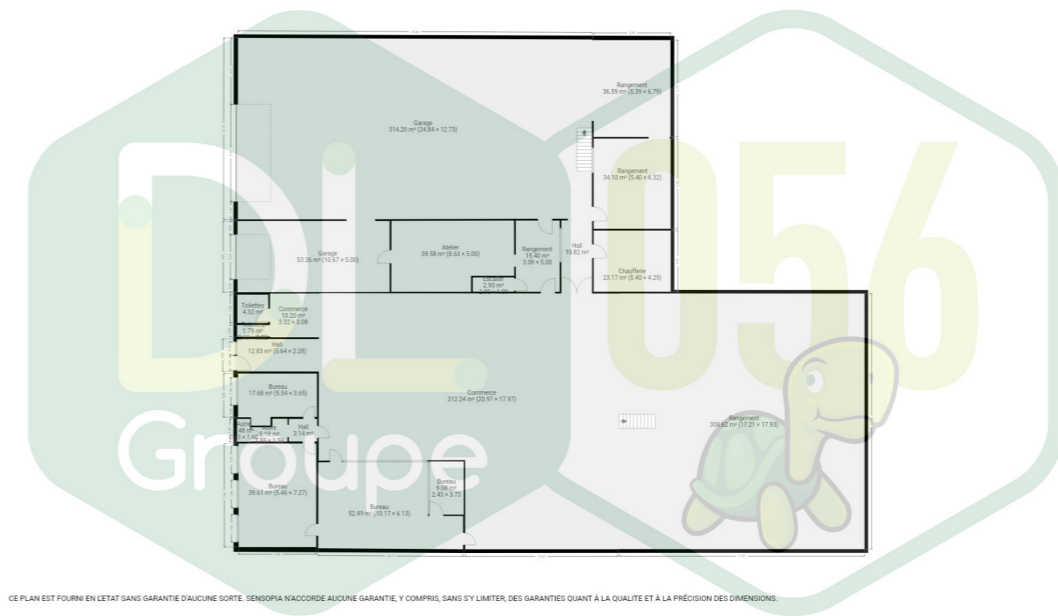 Rangement
36.59 m² (5.39 × 6.79)
Garage
314.20 m² (24.84 × 12.73)
Rangement
34.10 m² (5.40 × 6.32)
Garage
53.26 m² (10.67 × 5.00)
Atelier
39.58 m² (8.63 × 5.00)
Rangement
15.40 m²
3.08 × 5.00
Hall
10.82 m²
Chaufferie
23.17 m² (5.40 × 4.29)
Escalier
2.90 m²
Toilettes
4.32 m²
Commerce
10.20 m²
3.32 × 3.08
Hall
12.83 m² (5.64 × 2.28)
Bureau
17.68 m² (5.54 × 3.65)
Commerce
312.24 m² (20.97 × 17.97)
Rangement
308.62 m² (17.21 × 17.93)
Autre
Hall
3.14 m²
Bureau
39.61 m² (5.46 × 7.27)
Bureau
9.06 m²
2.43 × 3.73
Bureau
52.49 m² (10.17 × 6.13)
DL
Groupe
056
CE PLAN EST FOURNI EN L'ETAT SANS GARANTIE D'AUCUNE SORTE. SENSOPIA N'ACCORDE AUCUNE GARANTIE, Y COMPRIS, SANS S'Y LIMITER, DES GARANTIES QUANT À LA QUALITE ET À LA PRÉCISION DES DIMENSIONS.